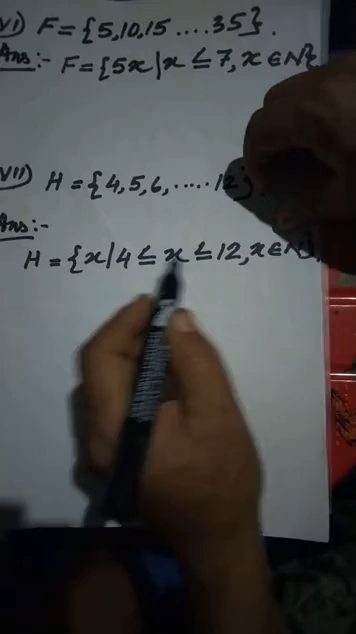 VI) F = {5,10,15 ....35}.
Ans:- F = {5x | x ≤ 7, x ∈ N}
VII) H = {4,5,6, ..... 12}.
Ans:-
H = {x | 4 ≤ x ≤ 12, x ∈ N}.